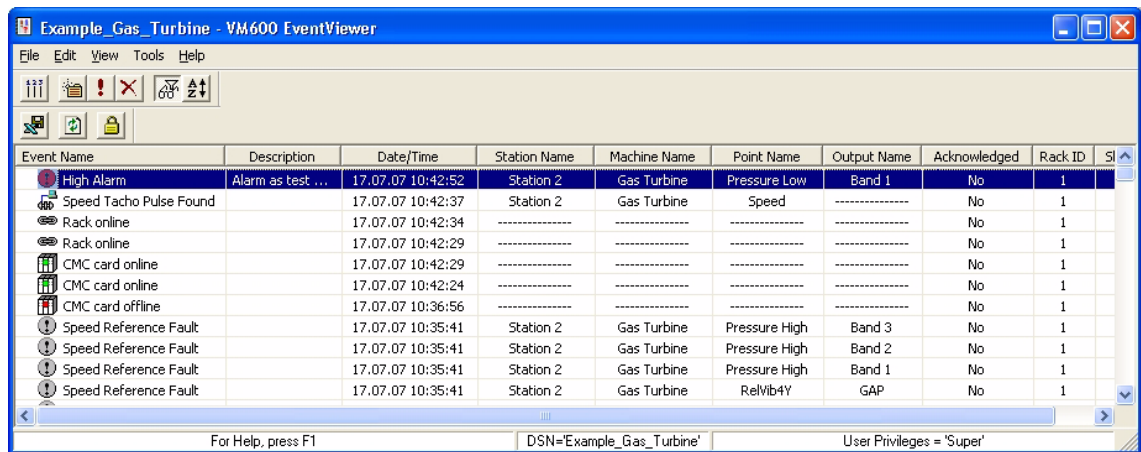 Example_Gas_Turbine - VM600 EventViewer
File Edit View Tools Help
Event Name Description Date/Time Station Name Machine Name Point Name Output Name Acknowledged Rack ID Sl
High Alarm Alarm as test ... 17.07.07 10:42:52 Station 2 Gas Turbine Pressure Low Band 1 No 1
Speed Tacho Pulse Found 17.07.07 10:42:37 Station 2 Gas Turbine Speed --------------- No 1
Rack online 17.07.07 10:42:34 --------------- --------------- --------------- --------------- No 1
Rack online 17.07.07 10:42:29 --------------- --------------- --------------- --------------- No 1
CMC card online 17.07.07 10:42:29 --------------- --------------- --------------- --------------- No 1
CMC card online 17.07.07 10:42:24 --------------- --------------- --------------- --------------- No 1
CMC card offline 17.07.07 10:36:56 --------------- --------------- --------------- --------------- No 1
Speed Reference Fault 17.07.07 10:35:41 Station 2 Gas Turbine Pressure High Band 3 No 1
Speed Reference Fault 17.07.07 10:35:41 Station 2 Gas Turbine Pressure High Band 2 No 1
Speed Reference Fault 17.07.07 10:35:41 Station 2 Gas Turbine Pressure High Band 1 No 1
Speed Reference Fault 17.07.07 10:35:41 Station 2 Gas Turbine RelVib4Y GAP No 1
For Help, press F1 DSN='Example_Gas_Turbine' User Privileges = 'Super'